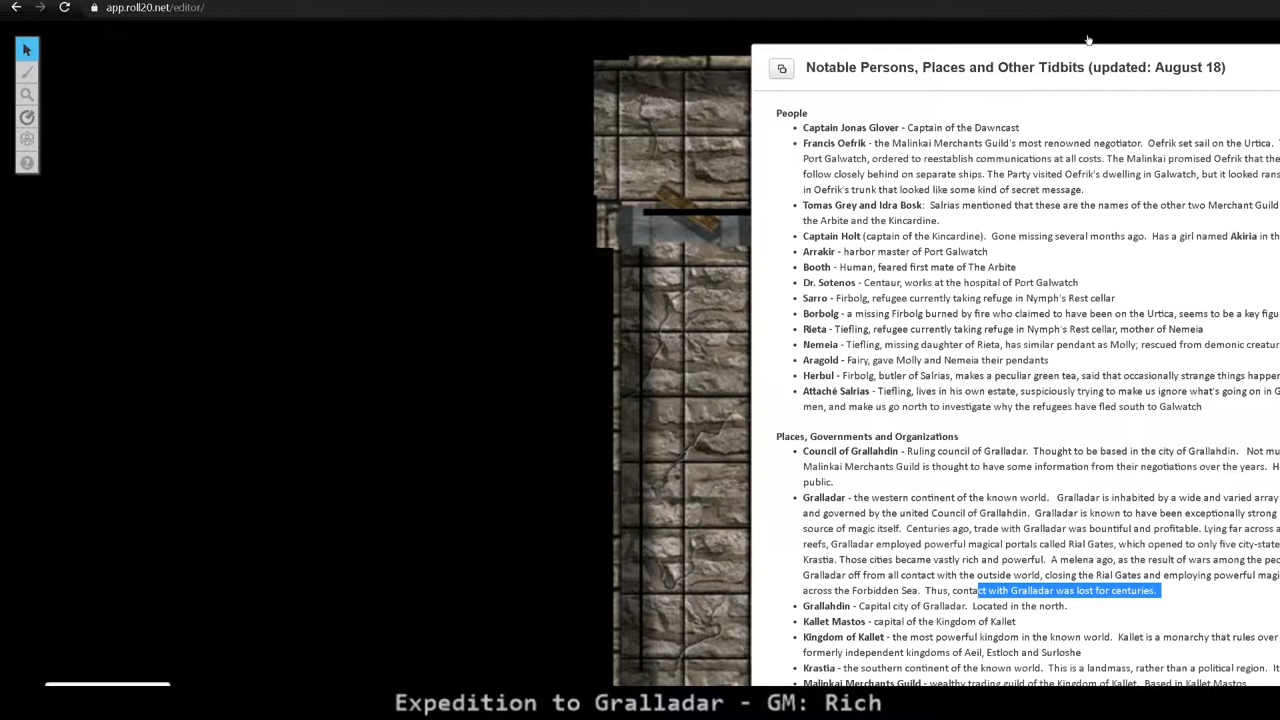 app.roll20.net/editor/
Notable Persons, Places and Other Tidbits (updated: August 18)
People
• Captain Jonas Glover - Captain of the Dawncast
• Francis Oefrik - the Malinkai Merchants Guild's most renowned negotiator. Oefrik set sail on the Urtica.
Port Galwatch, ordered to reestablish communications at all costs. The Malinkai promised Oefrik that the
follow closely behind on separate ships. The Party visited Oefrik's dwelling in Galwatch, but it looked rans
in Oefrik's trunk that looked like some kind of secret message.
• Tomas Grey and Idra Bosk: Salrias mentioned that these are the names of the other two Merchant Guild
the Arbite and the Kincardine.
• Captain Holt (captain of the Kincardine). Gone missing several months ago. Has a girl named Akiria in th
• Arrakir - harbor master of Port Galwatch
• Booth - Human, feared first mate of The Arbite
• Dr. Sotenos - Centaur, works at the hospital of Port Galwatch
• Sarro - Firbolg, refugee currently taking refuge in Nymph's Rest cellar
• Borbolg - a missing Firbolg burned by fire who claimed to have been on the Urtica, seems to be a key figu
• Rieta - Tiefling, refugee currently taking refuge in Nymph's Rest cellar, mother of Nemeia
• Nemeia - Tiefling, missing daughter of Rieta, has similar pendant as Molly; rescued from demonic creatur
• Aragold - Fairy, gave Molly and Nemeia their pendants
• Herbul - Firbolg, butler of Salrias, makes a peculiar green tea, said that occasionally strange things happer
• Attaché Salrias - Tiefling, lives in his own estate, suspiciously trying to make us ignore what's going on in G
men, and make us go north to investigate why the refugees have fled south to Galwatch
Places, Governments and Organizations
• Council of Grallahdin - Ruling council of Gralladar. Thought to be based in the city of Grallahdin. Not mu
Malinkai Merchants Guild is thought to have some information from their negotiations over the years. H
public.
• Gralladar - the western continent of the known world. Gralladar is inhabited by a wide and varied array
and governed by the united Council of Grallahdin. Gralladar is known to have been exceptionally strong
source of magic itself. Centuries ago, trade with Gralladar was bountiful and profitable. Lying far across a
reefs, Gralladar employed powerful magical portals called Rial Gates, which opened to only five city-state
Krastia. Those cities became vastly rich and powerful. A melena ago, as the result of wars among the peo
Gralladar off from all contact with the outside world, closing the Rial Gates and employing powerful magi
across the Forbidden Sea. Thus, contact with Gralladar was lost for centuries.
• Grallahdin - Capital city of Gralladar. Located in the north.
• Kallet Mastos - capital of the Kingdom of Kallet
• Kingdom of Kallet - the most powerful kingdom in the known world. Kallet is a monarchy that rules over
formerly independent kingdoms of Aeil, Estloch and Surloshe
• Krastia - the southern continent of the known world. This is a landmass, rather than a political region. It
• Malinkai Merchants Guild - wealthy trading guild of the Kingdom of Kallet. Based in Kallet Mastos.
Expedition to Gralladar - GM: Rich